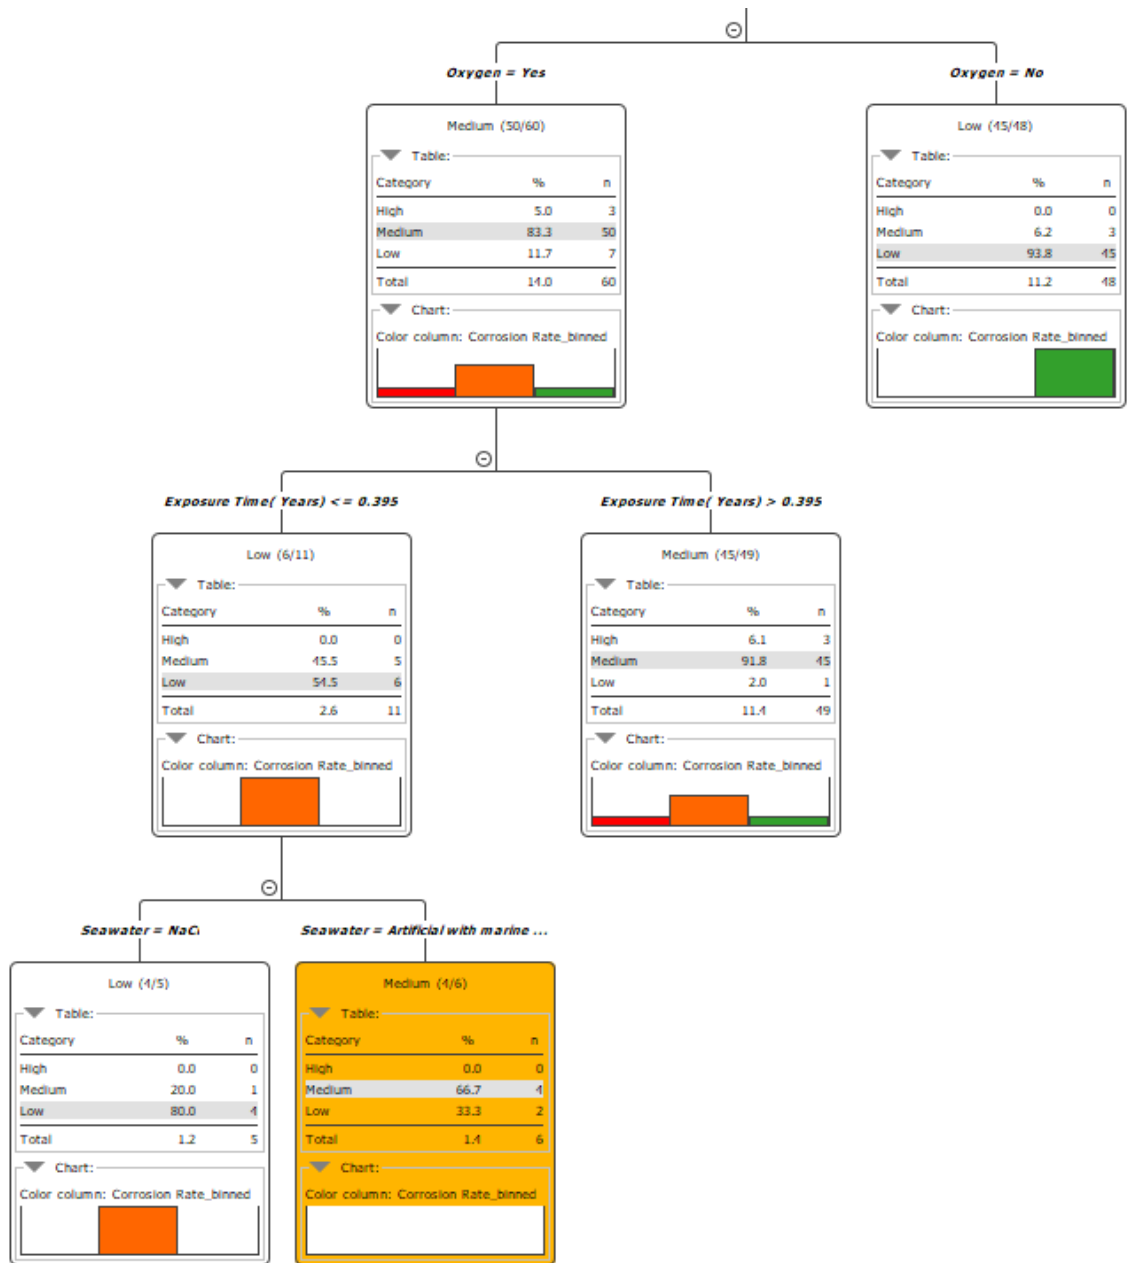 Oxygen = Yes
Oxygen = No
Medium (50/60)
Table:
Category % n
High 5.0 3
Medium 83.3 50
Low 11.7 7
Total 14.0 60
Chart:
Color column: Corrosion Rate_binned
Low (45/48)
Table:
Category % n
High 0.0 0
Medium 6.2 3
Low 93.8 45
Total 11.2 48
Chart:
Color column: Corrosion Rate_binned
Exposure Time( Years) <= 0.395
Exposure Time( Years) > 0.395
Low (6/11)
Table:
Category % n
High 0.0 0
Medium 45.5 5
Low 54.5 6
Total 2.6 11
Chart:
Color column: Corrosion Rate_binned
Medium (45/49)
Table:
Category % n
High 6.1 3
Medium 91.8 45
Low 2.0 1
Total 11.4 49
Chart:
Color column: Corrosion Rate_binned
Seawater = NaCl
Seawater = Artificial with marine ...
Low (4/5)
Table:
Category % n
High 0.0 0
Medium 20.0 1
Low 80.0 4
Total 1.2 5
Chart:
Color column: Corrosion Rate_binned
Medium (4/6)
Table:
Category % n
High 0.0 0
Medium 66.7 4
Low 33.3 2
Total 1.4 6
Chart:
Color column: Corrosion Rate_binned